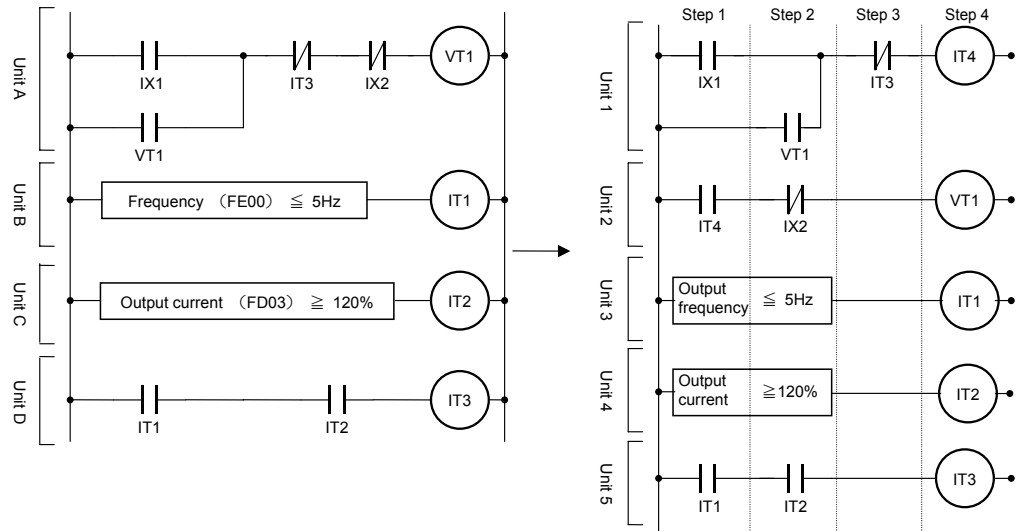 Unit A
IX1
IT3
IX2
VT1
VT1
Unit B
Frequency (FE00) ≦ 5Hz
IT1
Unit C
Output current (FD03) ≧ 120%
IT2
Unit D
IT1
IT2
IT3
Step 1 Step 2 Step 3 Step 4
Unit 1
IX1
IT3
IT4
VT1
Unit 2
IT4
IX2
VT1
Unit 3
Output
frequency ≦ 5Hz
IT1
Unit 4
Output
current ≧120%
IT2
Unit 5
IT1
IT2
IT3